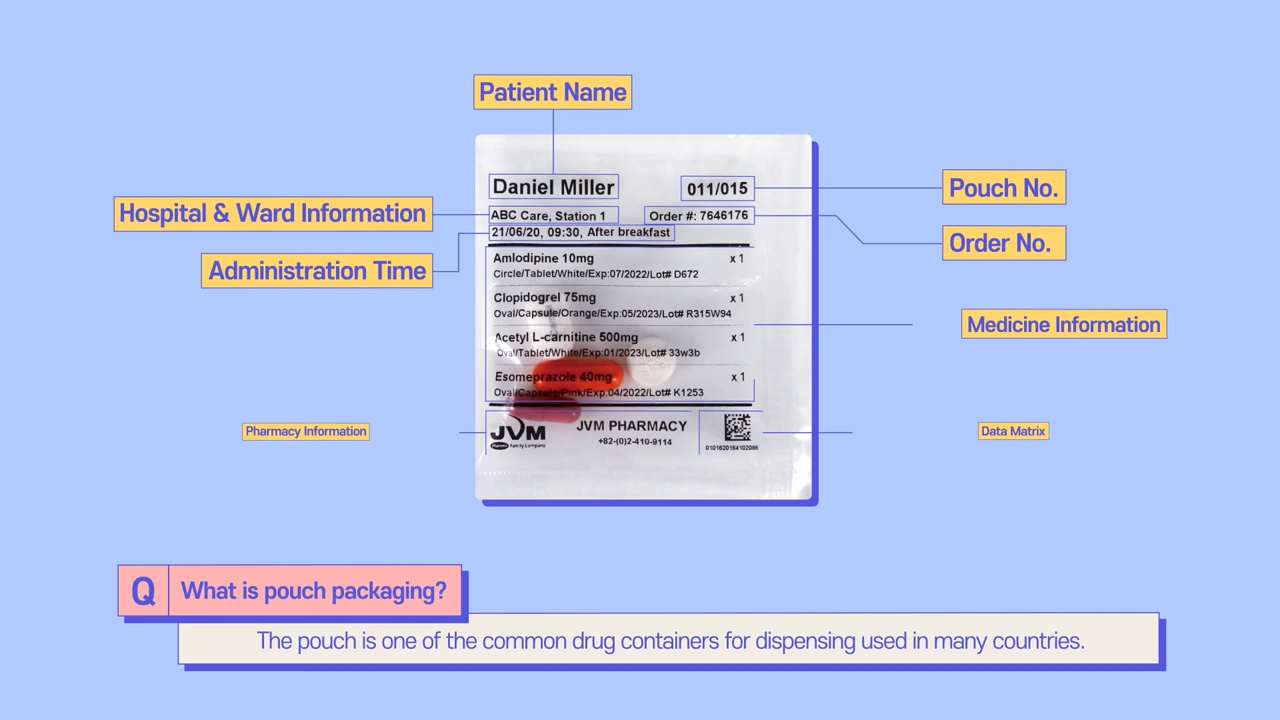 Patient Name
Daniel Miller
011/015
Pouch No.
Hospital & Ward Information
ABC Care, Station 1
Order #: 7646176
Order No.
21/06/20, 09:30, After breakfast
Administration Time
Amlodipine 10mg x 1
Circle/Tablet/White/Exp:07/2022/Lot# D672
Clopidogrel 75mg x 1
Oval/Capsule/Orange/Exp:05/2023/Lot# R315W94
Medicine Information
Acetyl L-carnitine 500mg x 1
Oval/Tablet/White/Exp:01/2023/Lot# 33w3b
Esomeprazole 40mg x 1
Oval/Capsule/Pink/Exp:04/2022/Lot# K1253
Pharmacy Information
JVM
Family Company
JVM PHARMACY
+82-(0)2-410-9114
Data Matrix
Q What is pouch packaging?
The pouch is one of the common drug containers for dispensing used in many countries.